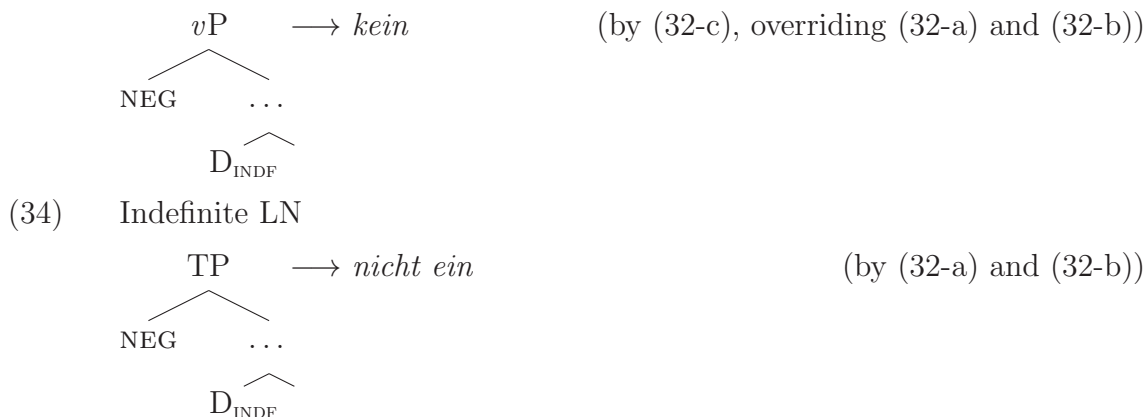 vP ⟶ kein (by (32-c), overriding (32-a) and (32-b))
NEG ...
D_INDF
(34) Indefinite LN
TP ⟶ nicht ein (by (32-a) and (32-b))
NEG ...
D_INDF